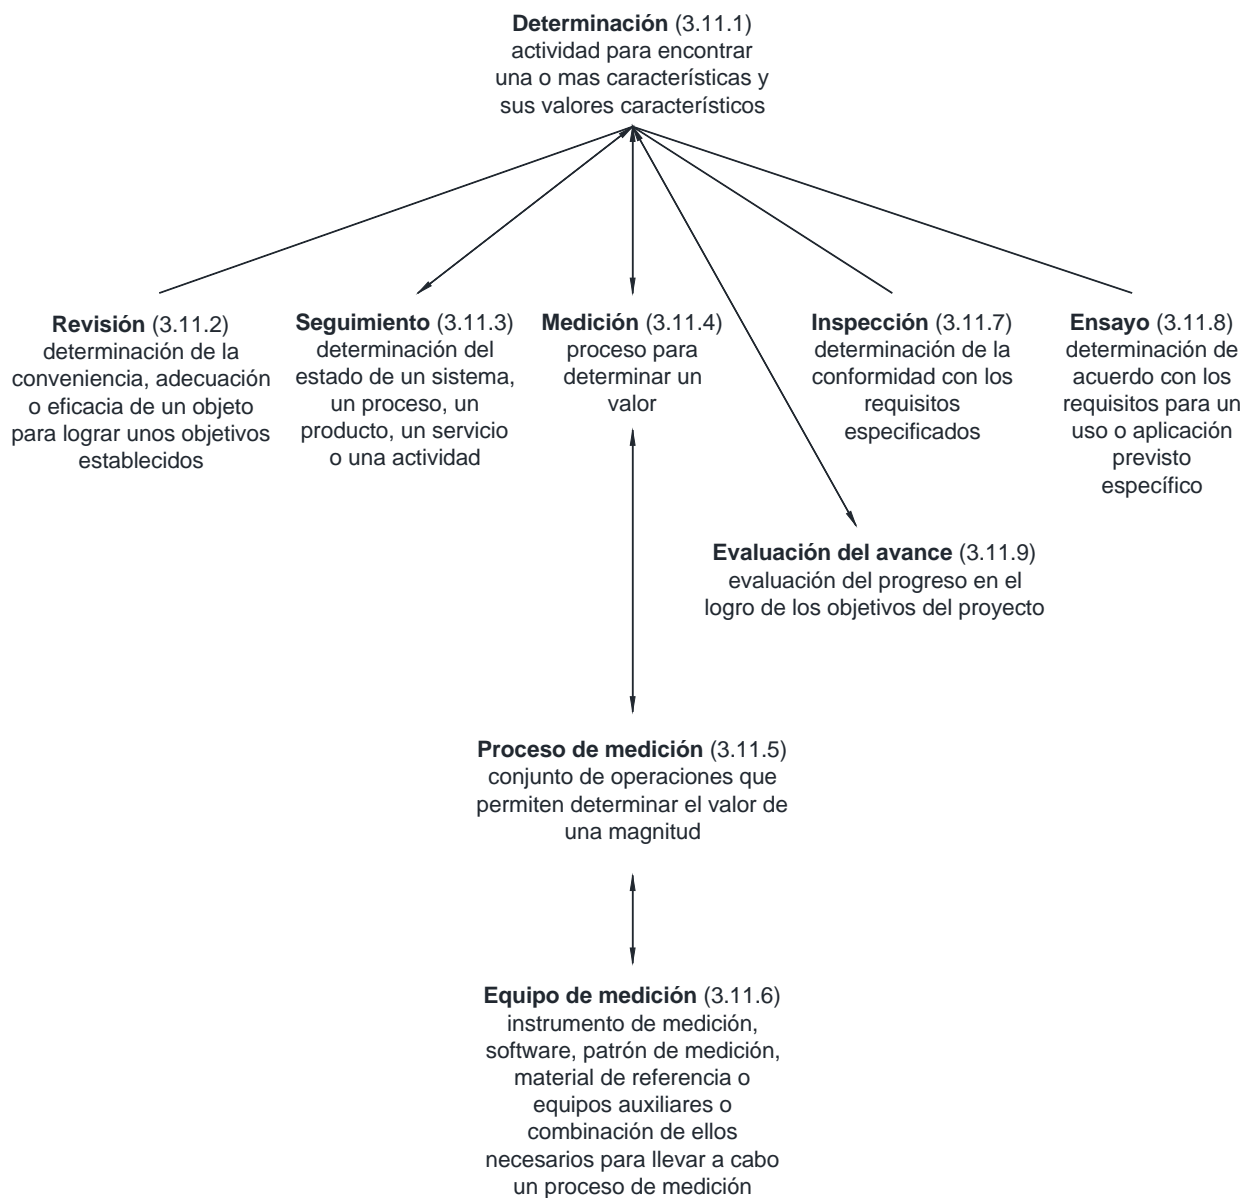 Determinación (3.11.1)
actividad para encontrar
una o mas características y
sus valores característicos
Revisión (3.11.2)
determinación de la
conveniencia, adecuación
o eficacia de un objeto
para lograr unos objetivos
establecidos
Seguimiento (3.11.3)
determinación del
estado de un sistema,
un proceso, un
producto, un servicio
o una actividad
Medición (3.11.4)
proceso para
determinar un
valor
Inspección (3.11.7)
determinación de la
conformidad con los
requisitos
especificados
Ensayo (3.11.8)
determinación de
acuerdo con los
requisitos para un
uso o aplicación
previsto
específico
Evaluación del avance (3.11.9)
evaluación del progreso en el
logro de los objetivos del proyecto
Proceso de medición (3.11.5)
conjunto de operaciones que
permiten determinar el valor de
una magnitud
Equipo de medición (3.11.6)
instrumento de medición,
software, patrón de medición,
material de referencia o
equipos auxiliares o
combinación de ellos
necesarios para llevar a cabo
un proceso de medición